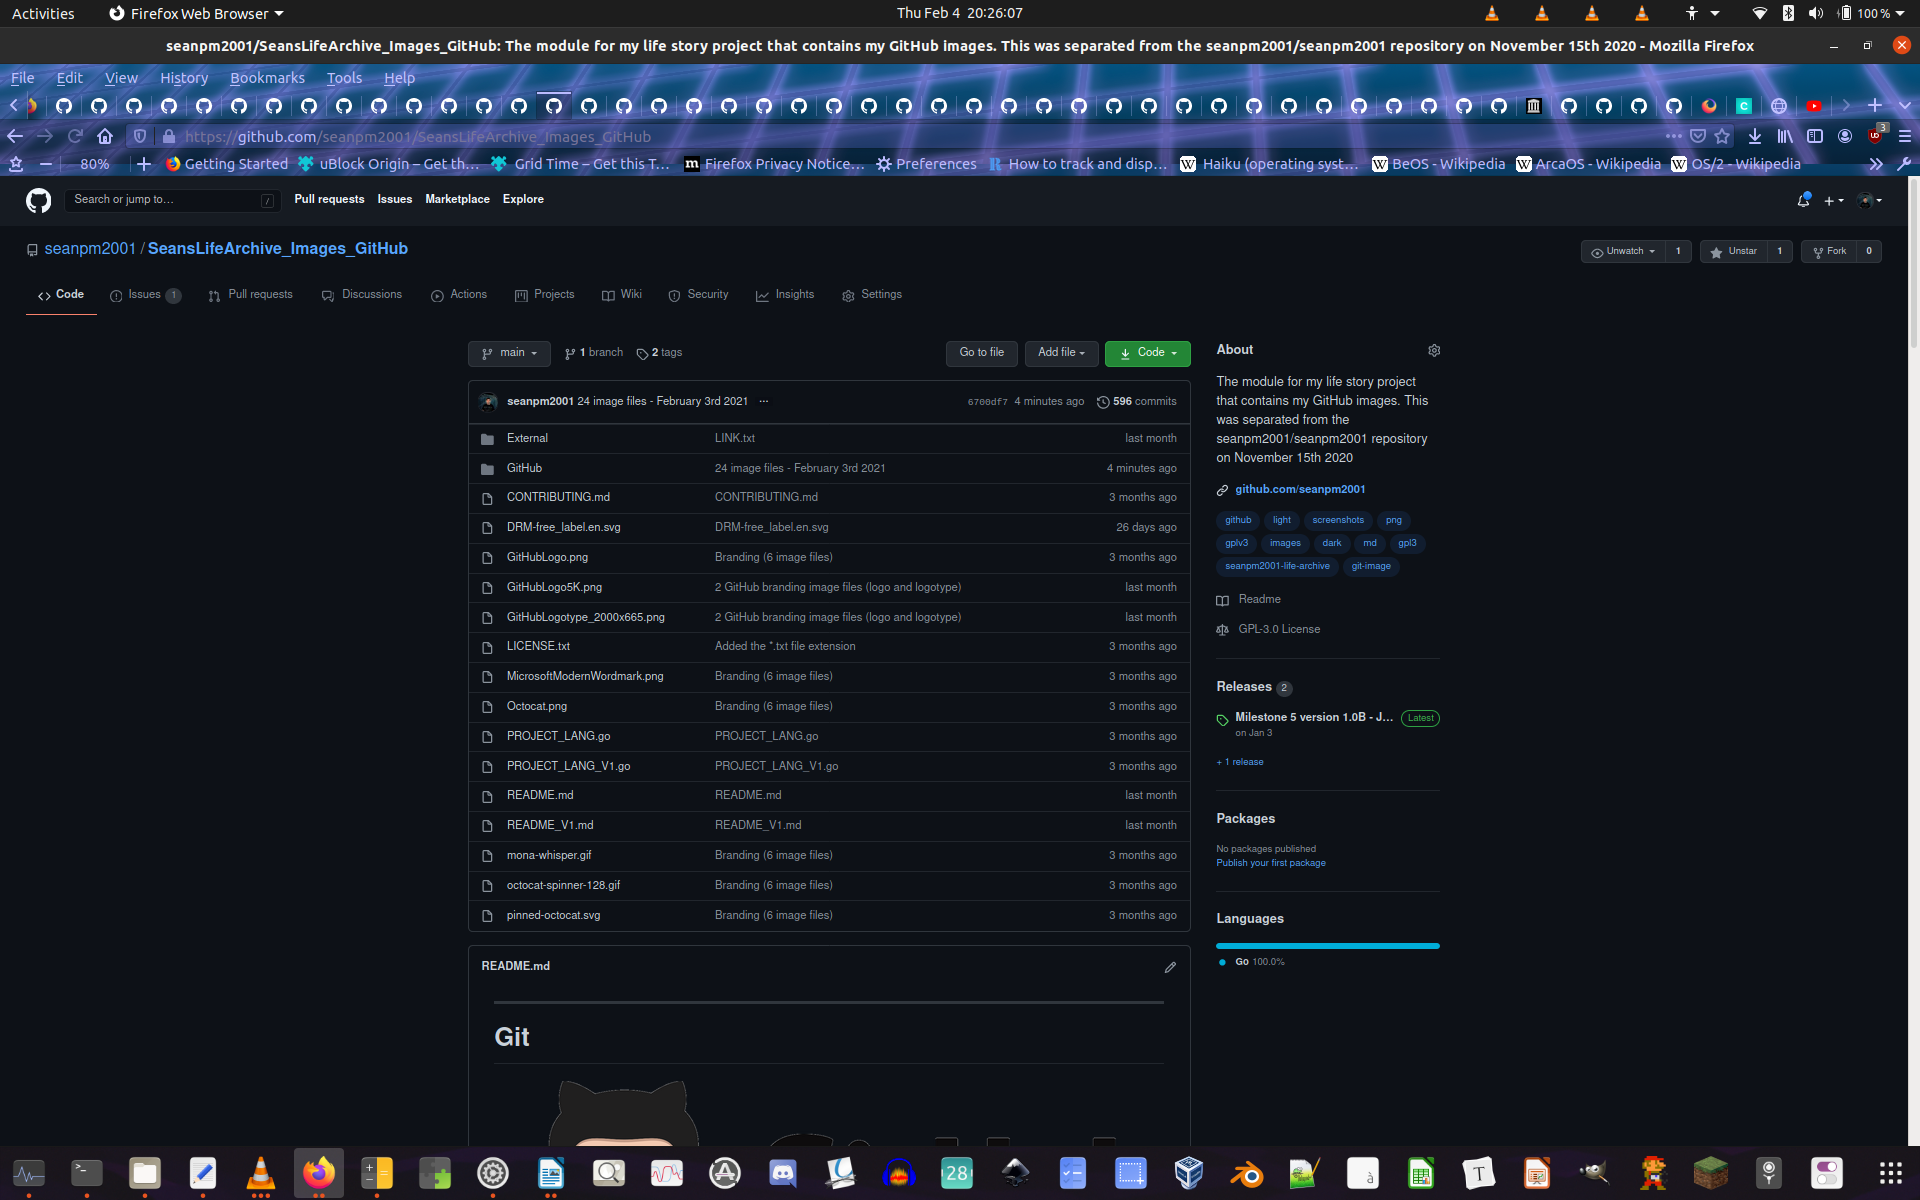 Activities Firefox Web Browser Thu Feb 4 20:26:07 100 %
seanpm2001/SeansLifeArchive_Images_GitHub: The module for my life story project that contains my GitHub images. This was separated from the seanpm2001/seanpm2001 repository on November 15th 2020 - Mozilla Firefox
File Edit View History Bookmarks Tools Help
https://github.com/seanpm2001/SeansLifeArchive_Images_GitHub 3
80% Getting Started uBlock Origin – Get th… Grid Time – Get this T… Firefox Privacy Notice… Preferences How to track and disp… Haiku (operating syst… BeOS - Wikipedia ArcaOS - Wikipedia OS/2 - Wikipedia
Search or jump to… / Pull requests Issues Marketplace Explore
seanpm2001 / SeansLifeArchive_Images_GitHub Unwatch 1 Unstar 1 Fork 0
Code Issues 1 Pull requests Discussions Actions Projects Wiki Security Insights Settings
main 1 branch 2 tags Go to file Add file Code
seanpm2001 24 image files - February 3rd 2021 ... 6700df7 4 minutes ago 596 commits
External LINK.txt last month
GitHub 24 image files - February 3rd 2021 4 minutes ago
CONTRIBUTING.md CONTRIBUTING.md 3 months ago
DRM-free_label.en.svg DRM-free_label.en.svg 26 days ago
GitHubLogo.png Branding (6 image files) 3 months ago
GitHubLogo5K.png 2 GitHub branding image files (logo and logotype) last month
GitHubLogotype_2000x665.png 2 GitHub branding image files (logo and logotype) last month
LICENSE.txt Added the *.txt file extension 3 months ago
MicrosoftModernWordmark.png Branding (6 image files) 3 months ago
Octocat.png Branding (6 image files) 3 months ago
PROJECT_LANG.go PROJECT_LANG.go 3 months ago
PROJECT_LANG_V1.go PROJECT_LANG_V1.go 3 months ago
README.md README.md last month
README_V1.md README_V1.md last month
mona-whisper.gif Branding (6 image files) 3 months ago
octocat-spinner-128.gif Branding (6 image files) 3 months ago
pinned-octocat.svg Branding (6 image files) 3 months ago
README.md
Git
About
The module for my life story project
that contains my GitHub images. This
was separated from the
seanpm2001/seanpm2001 repository
on November 15th 2020
github.com/seanpm2001
github light screenshots png
gplv3 images dark md gpl3
seanpm2001-life-archive git-image
Readme
GPL-3.0 License
Releases 2
Milestone 5 version 1.0B - J... Latest
on Jan 3
+ 1 release
Packages
No packages published
Publish your first package
Languages
Go 100.0%
28